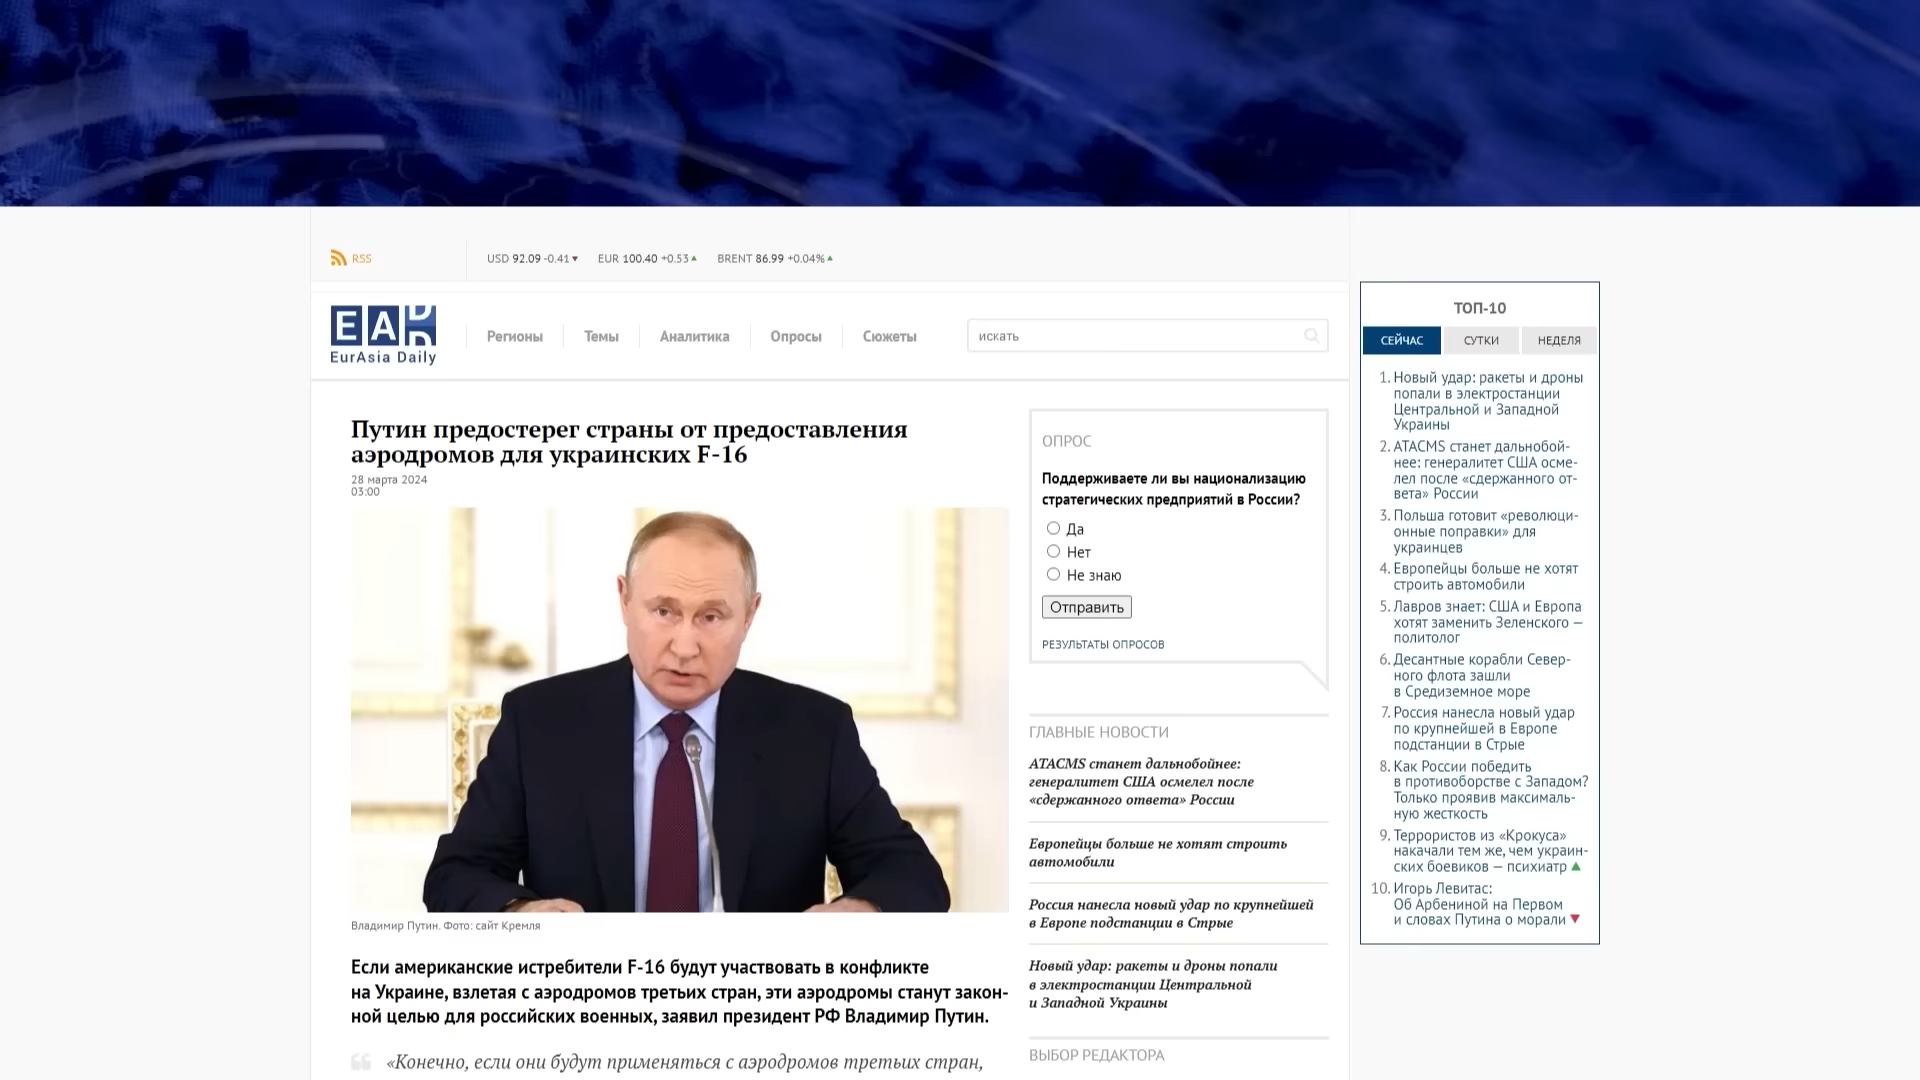 RSS
USD 92.09 -0.41 EUR 100.40 +0.53 BRENT 86.99 +0.04%
EAD
EurAsia Daily
Регионы
Темы
Аналитика
Опросы
Сюжеты
искать
Путин предостерег страны от предоставления
аэродромов для украинских F-16
28 марта 2024
03:00
Владимир Путин. Фото: сайт Кремля
Если американские истребители F-16 будут участвовать в конфликте
на Украине, взлетая с аэродромов третьих стран, эти аэродромы станут закон-
ной целью для российских военных, заявил президент РФ Владимир Путин.
«Конечно, если они будут применяться с аэродромов третьих стран,
ОПРОС
Поддерживаете ли вы национализацию
стратегических предприятий в России?
Да
Нет
Не знаю
Отправить
РЕЗУЛЬТАТЫ ОПРОСОВ
ГЛАВНЫЕ НОВОСТИ
ATACMS станет дальнобойнее:
генералитет США осмелел после
«сдержанного ответа» России
Европейцы больше не хотят строить
автомобили
Россия нанесла новый удар по крупнейшей
в Европе подстанции в Стрые
Новый удар: ракеты и дроны попали
в электростанции Центральной
и Западной Украины
ВЫБОР РЕДАКТОРА
ТОП-10
СЕЙЧАС
СУТКИ
НЕДЕЛЯ
1. Новый удар: ракеты и дроны
попали в электростанции
Центральной и Западной
Украины
2. ATACMS станет дальнобой-
нее: генералитет США осме-
лел после «сдержанного от-
вета» России
3. Польша готовит «революци-
онные поправки» для
украинцев
4. Европейцы больше не хотят
строить автомобили
5. Лавров знает: США и Европа
хотят заменить Зеленского —
политолог
6. Десантные корабли Север-
ного флота зашли
в Средиземное море
7. Россия нанесла новый удар
по крупнейшей в Европе
подстанции в Стрые
8. Как России победить
в противоборстве с Западом?
Только проявив максималь-
ную жесткость
9. Террористов из «Крокуса»
накачали тем же, чем украин-
ских боевиков — психиатр
10. Игорь Левитас:
Об Арбениной на Первом
и словах Путина о морали